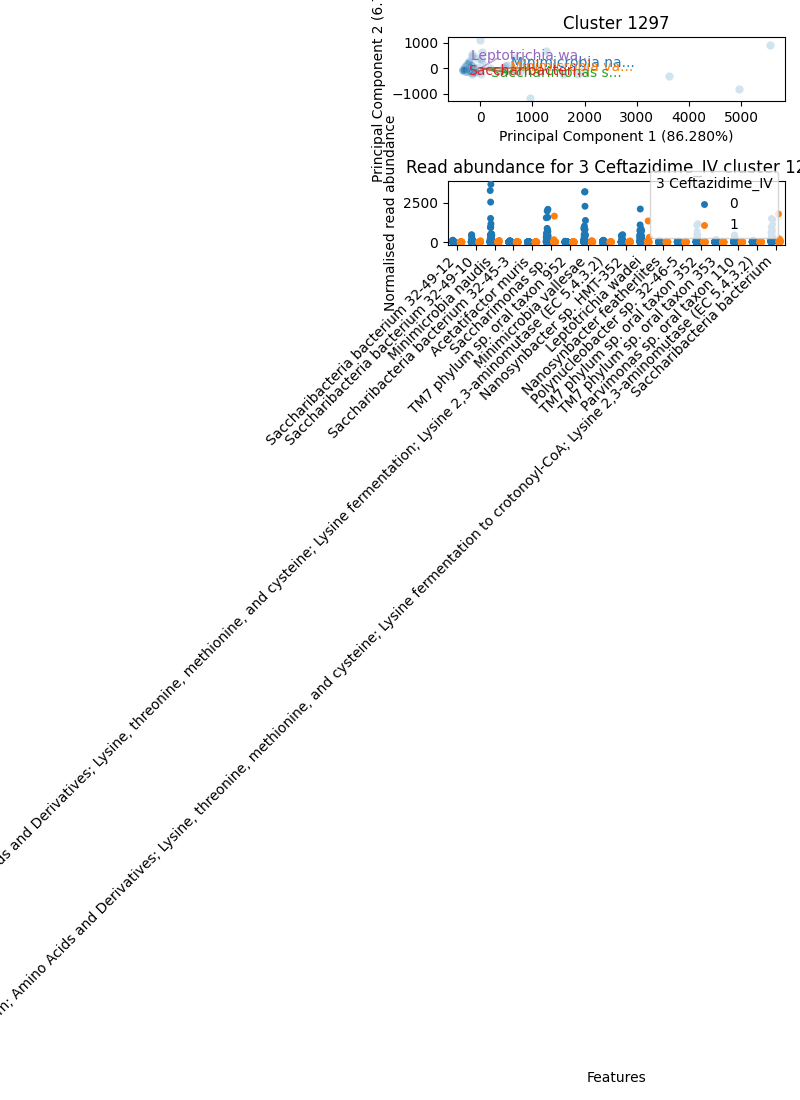 Cluster 1297
Principal Component 2 (6.
1000
0
−1000
Leptotrichia wa...
Minimicrobia na...
Minimicrobia va...
Saccharibacteri...
Saccharimonas s...
0
1000
2000
3000
4000
5000
Principal Component 1 (86.280%)
Read abundance for 3 Ceftazidime_IV cluster 12
Normalised read abundance
2500
0
3 Ceftazidime_IV
0
1
Saccharibacteria bacterium 32-49-12
Saccharibacteria bacterium 32-49-10
Minimicrobia naudis
Saccharibacteria bacterium 32-45-3
Acetatifactor muris
Saccharimonas sp.
TM7 phylum sp. oral taxon 952
Minimicrobia vallesae
ds and Derivatives; Lysine, threonine, methionine, and cysteine; Lysine fermentation; Lysine 2,3-aminomutase (EC 5.4.3.2)
Nanosynbacter sp. HMT-352
Leptotrichia wadei
Nanosynbacter featherlites
Polynucleobacter sp. 32-46-5
TM7 phylum sp. oral taxon 352
TM7 phylum sp. oral taxon 353
Parvimonas sp. oral taxon 110
m; Amino Acids and Derivatives; Lysine, threonine, methionine, and cysteine; Lysine fermentation to crotonoyl-CoA; Lysine 2,3-aminomutase (EC 5.4.3.2)
Saccharibacteria bacterium
Features